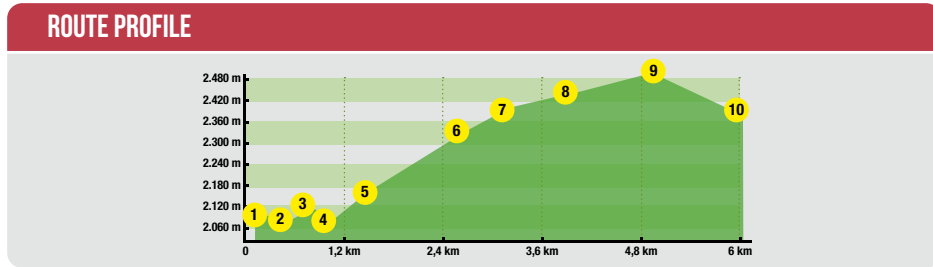 ROUTE PROFILE
2.480 m
2.420 m
2.360 m
2.300 m
2.240 m
2.180 m
2.120 m
2.060 m
1
2
3
4
5
6
7
8
9
10
0
1,2 km
2,4 km
3,6 km
4,8 km
6 km